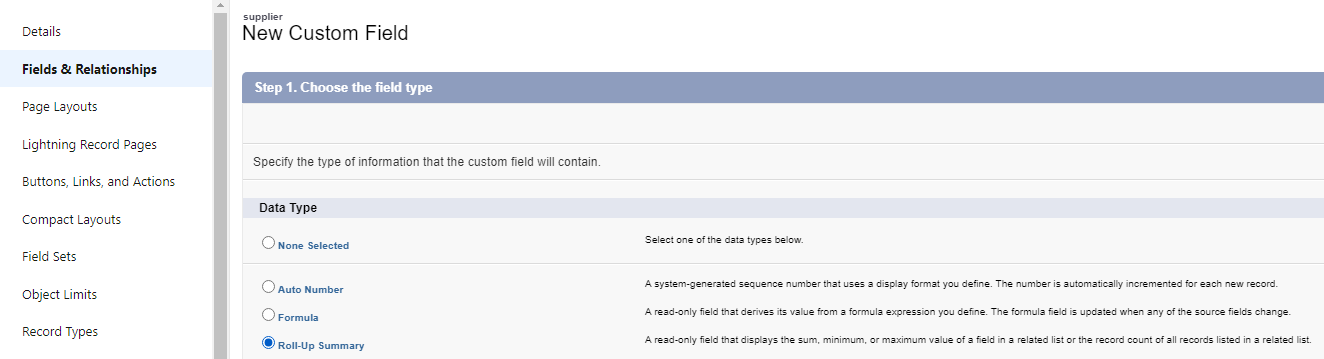 Details
Fields & Relationships
Page Layouts
Lightning Record Pages
Buttons, Links, and Actions
Compact Layouts
Field Sets
Object Limits
Record Types
supplier
New Custom Field
Step 1. Choose the field type
Specify the type of information that the custom field will contain.
Data Type
None Selected
Select one of the data types below.
Auto Number
A system-generated sequence number that uses a display format you define. The number is automatically incremented for each new record.
Formula
A read-only field that derives its value from a formula expression you define. The formula field is updated when any of the source fields change.
Roll-Up Summary
A read-only field that displays the sum, minimum, or maximum value of a field in a related list or the record count of all records listed in a related list.